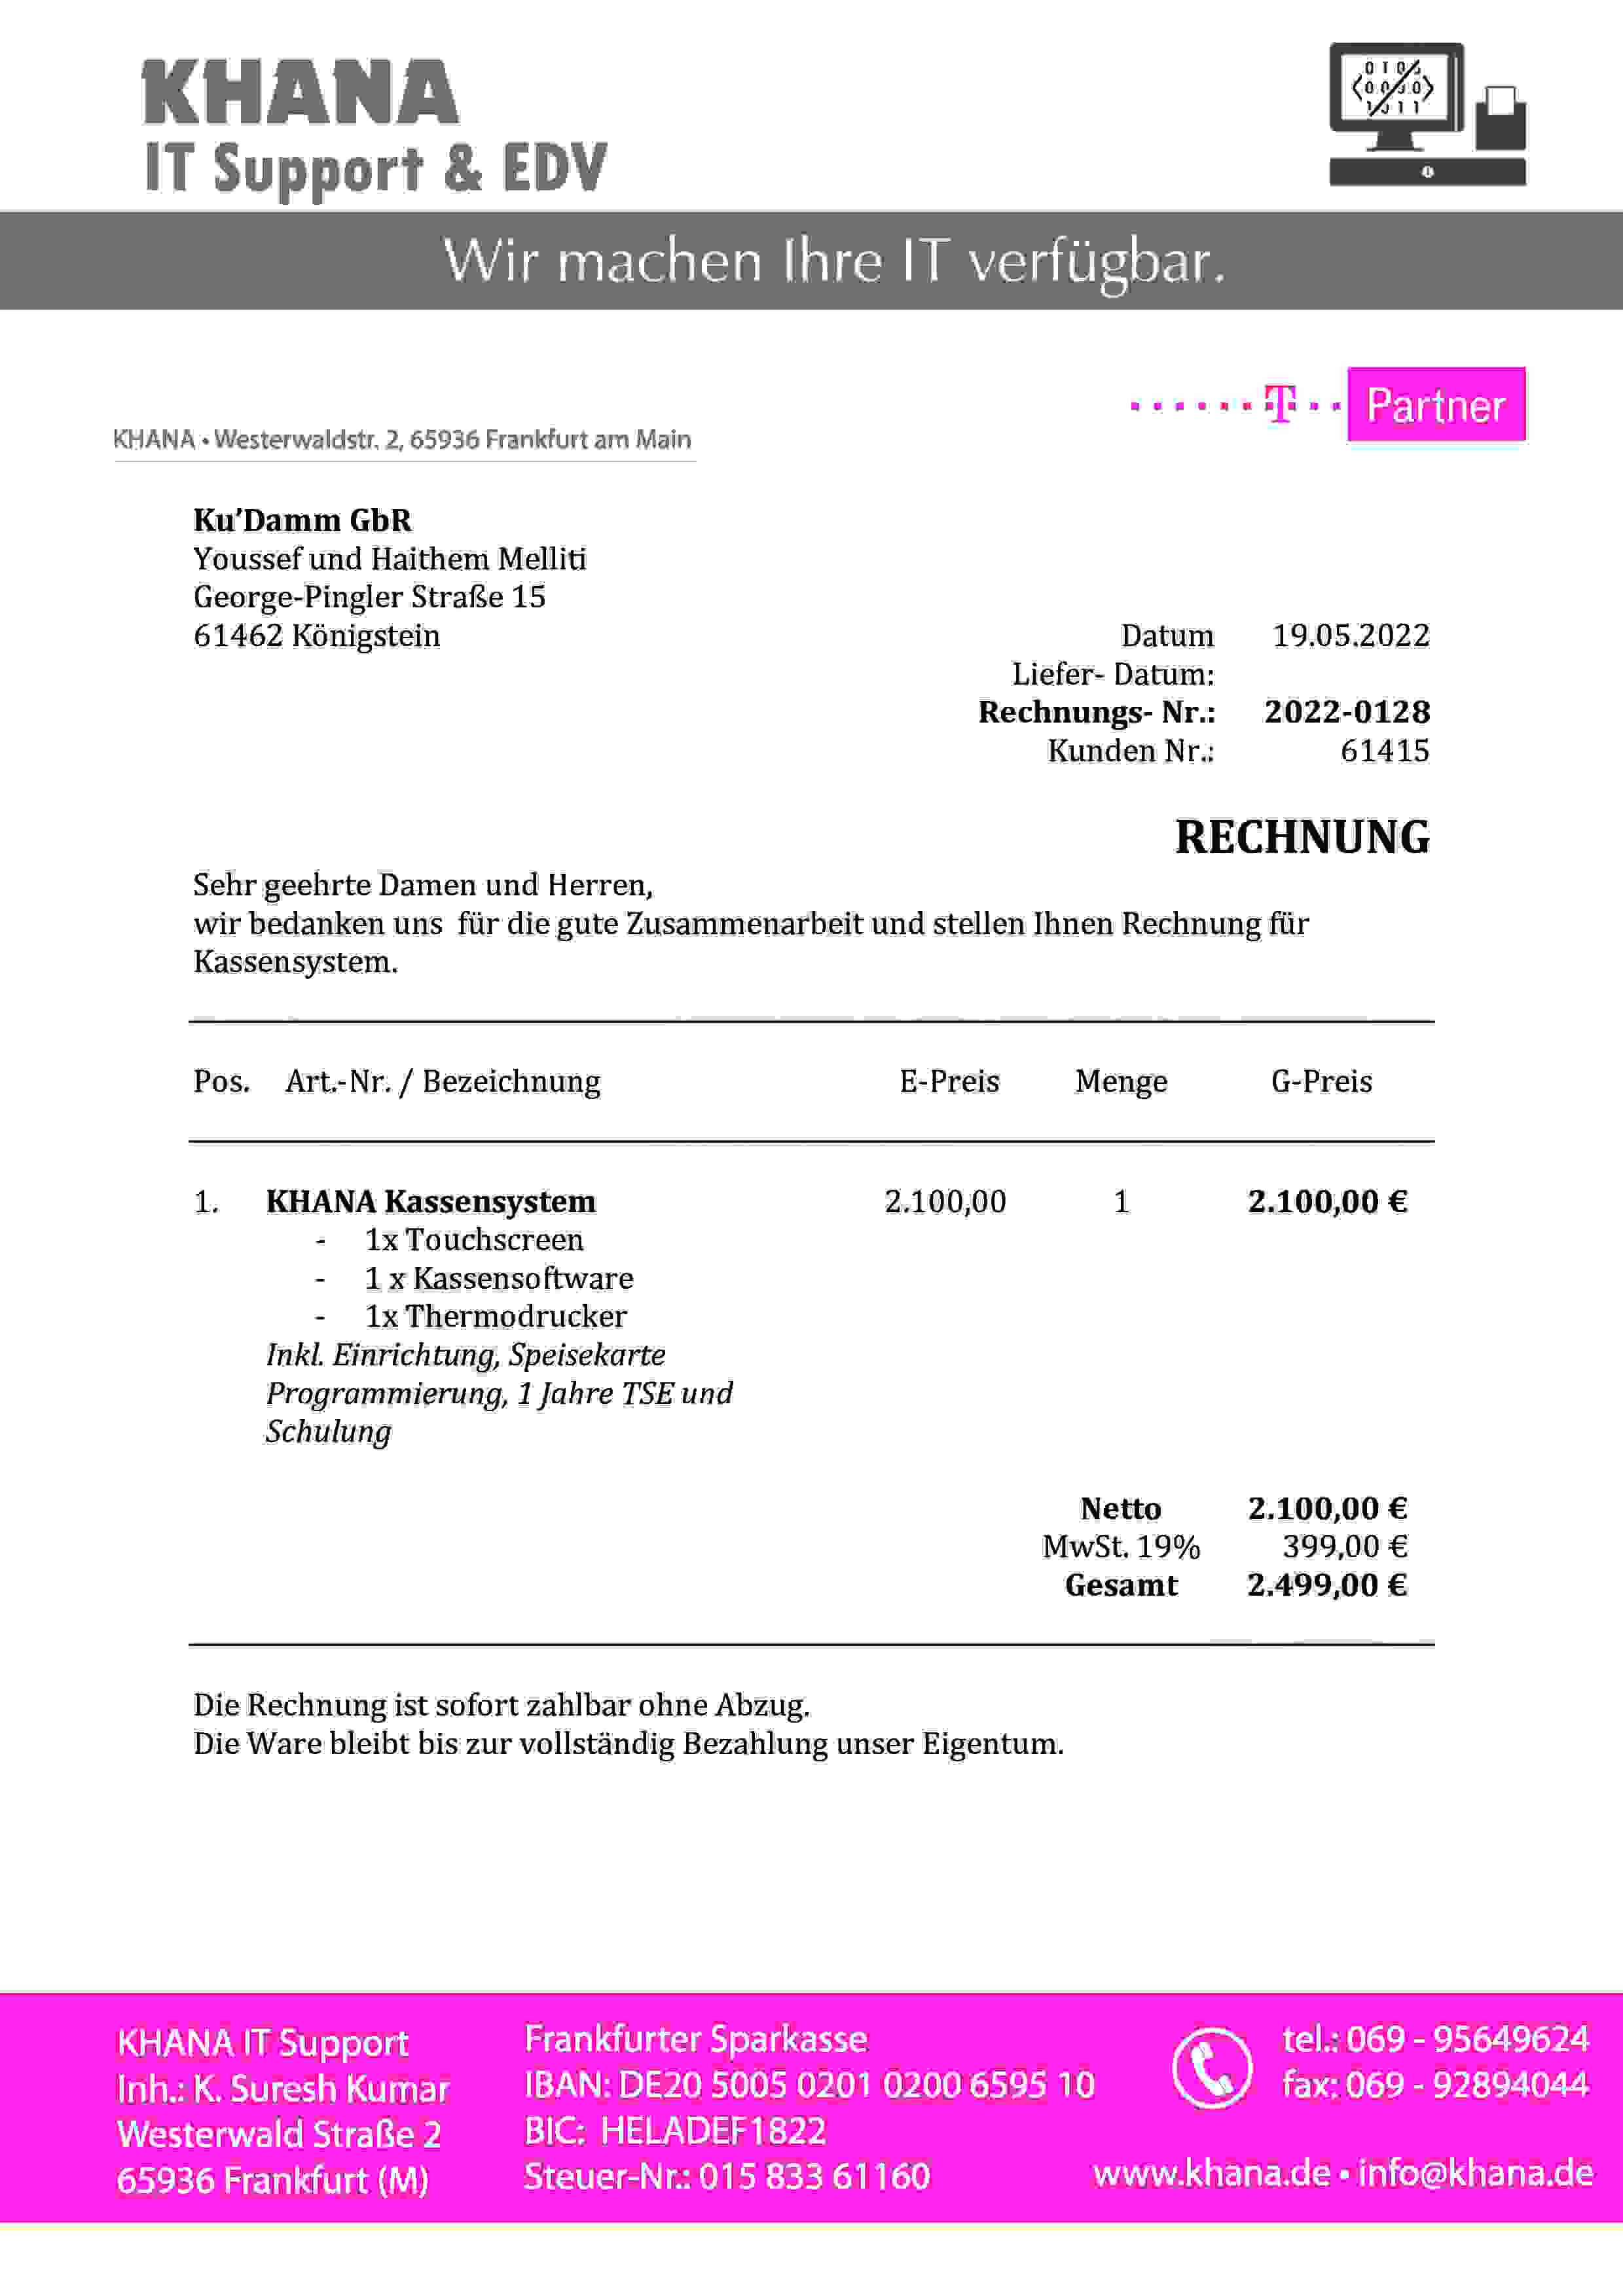 KHANA
IT Support & EDV
Wir machen Ihre IT verfügbar.
T Partner
KHANA • Westerwaldstr. 2, 65936 Frankfurt am Main
Ku’Damm GbR
Youssef und Haithem Melliti
George-Pingler Straße 15
61462 Königstein
Datum 19.05.2022
Liefer- Datum:
Rechnungs- Nr.: 2022-0128
Kunden Nr.: 61415
RECHNUNG
Sehr geehrte Damen und Herren,
wir bedanken uns für die gute Zusammenarbeit und stellen Ihnen Rechnung für
Kassensystem.
Pos. Art.-Nr. / Bezeichnung E-Preis Menge G-Preis
1. KHANA Kassensystem 2.100,00 1 2.100,00 €
- 1x Touchscreen
- 1 x Kassensoftware
- 1x Thermodrucker
Inkl. Einrichtung, Speisekarte
Programmierung, 1 Jahre TSE und
Schulung
Netto 2.100,00 €
MwSt. 19% 399,00 €
Gesamt 2.499,00 €
Die Rechnung ist sofort zahlbar ohne Abzug.
Die Ware bleibt bis zur vollständig Bezahlung unser Eigentum.
KHANA IT Support
Inh.: K. Suresh Kumar
Westerwald Straße 2
65936 Frankfurt (M)
Frankfurter Sparkasse
IBAN: DE20 5005 0201 0200 6595 10
BIC: HELADEF1822
Steuer-Nr.: 015 833 61160
tel.: 069 - 95649624
fax: 069 - 92894044
www.khana.de • info@khana.de